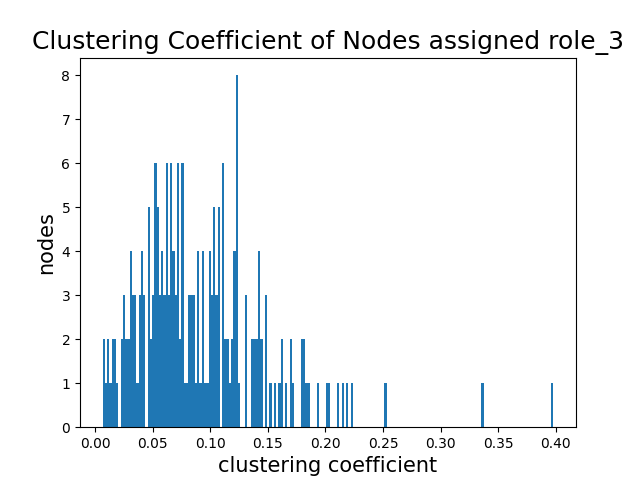 Clustering Coefficient of Nodes assigned role_3
8
7
6
5
4
3
2
1
0
nodes
0.00 0.05 0.10 0.15 0.20 0.25 0.30 0.35 0.40
clustering coefficient